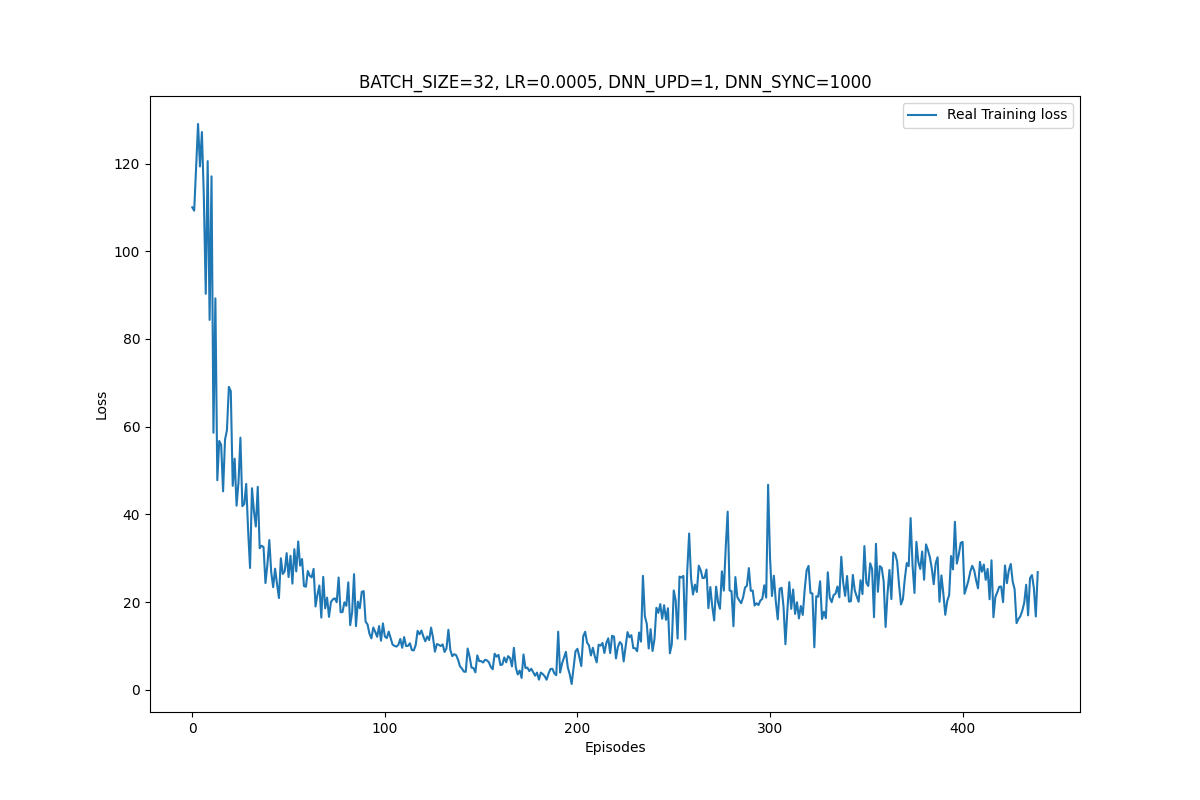 BATCH_SIZE=32, LR=0.0005, DNN_UPD=1, DNN_SYNC=1000
Real Training loss
120
100
80
60
40
20
0
Loss
0 100 200 300 400
Episodes